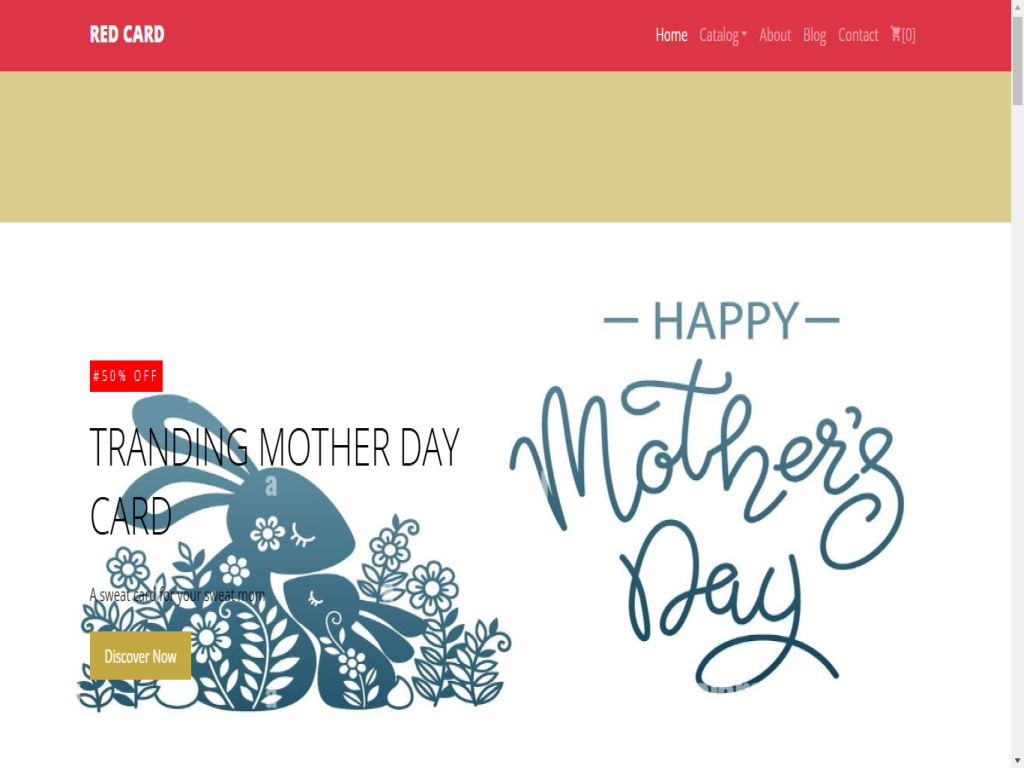 RED CARD
Home Catalog About Blog Contact [0]
#50% OFF
TRANDING MOTHER DAY
CARD
A sweat card for your sweat mom
Discover Now
HAPPY
Mother's
Day
a
a